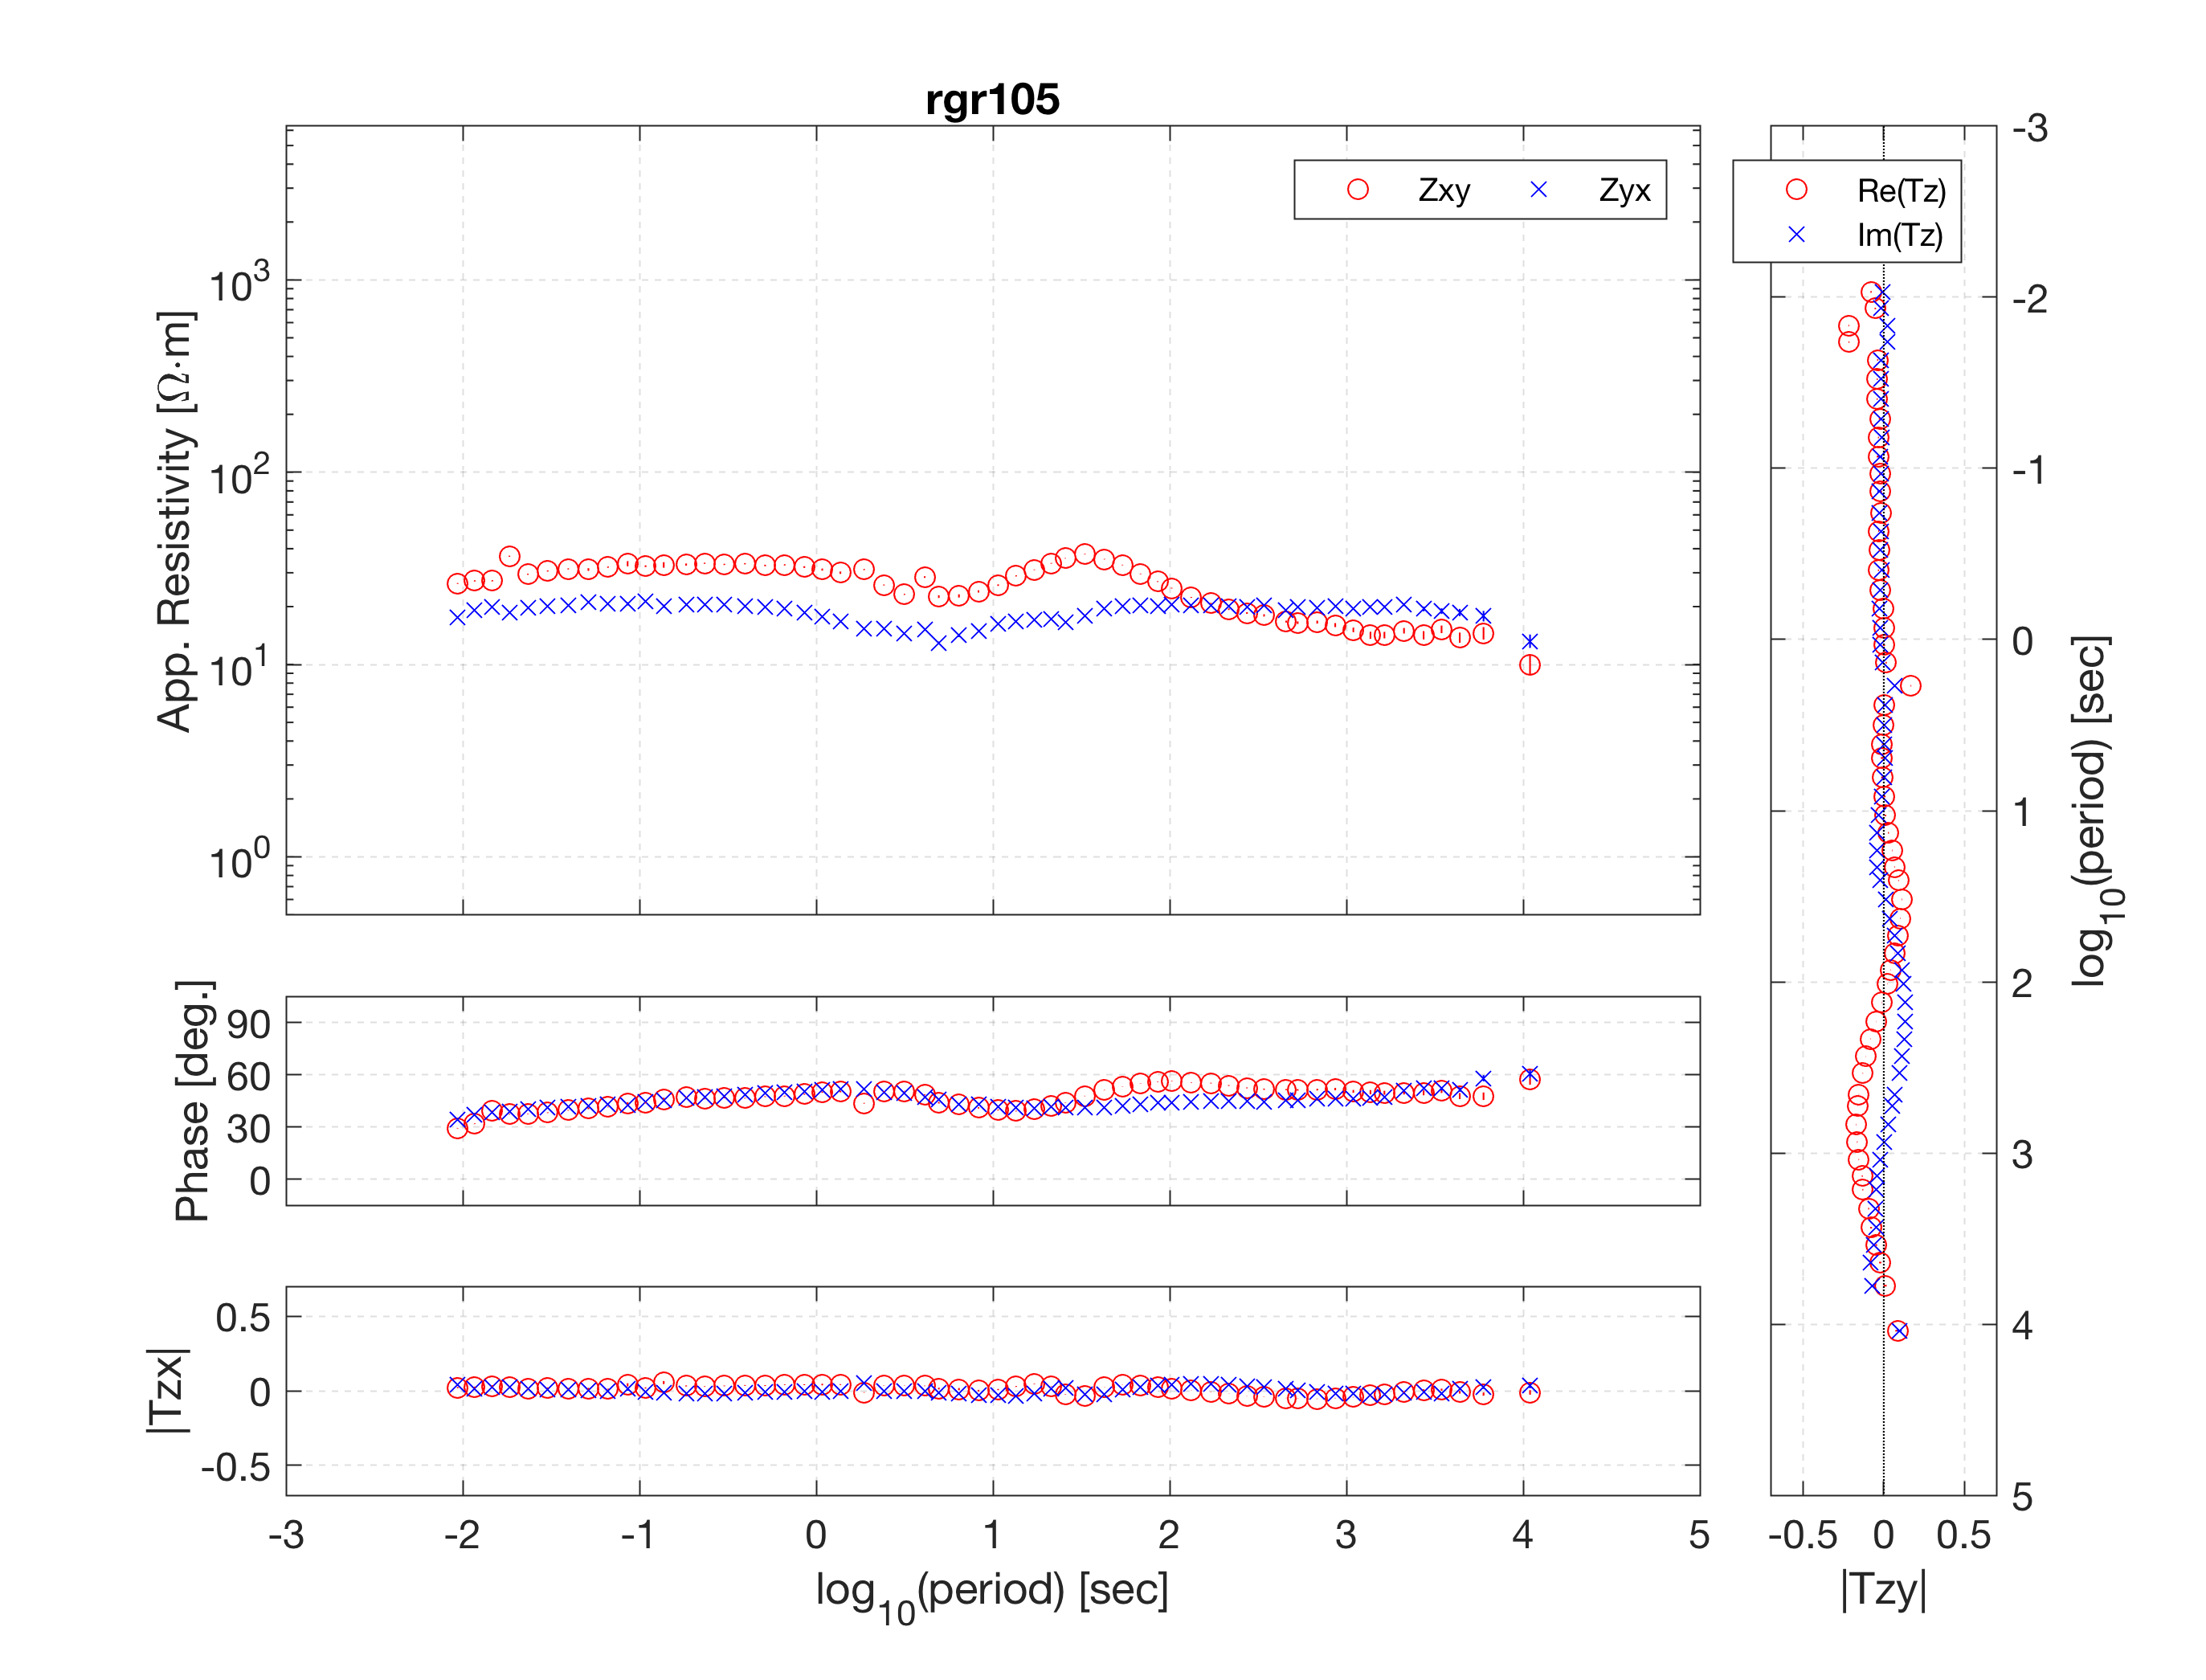 rgr105
Zxy Zyx
Re(Tz)
Im(Tz)
App. Resistivity [Ω·m]
10³
10²
10¹
10⁰
Phase [deg.]
90
60
30
0
|Tzx|
0.5
0
-0.5
-3 -2 -1 0 1 2 3 4 5
log₁₀(period) [sec]
-3
-2
-1
0
1
2
3
4
5
log₁₀(period) [sec]
-0.5 0 0.5
|Tzy|